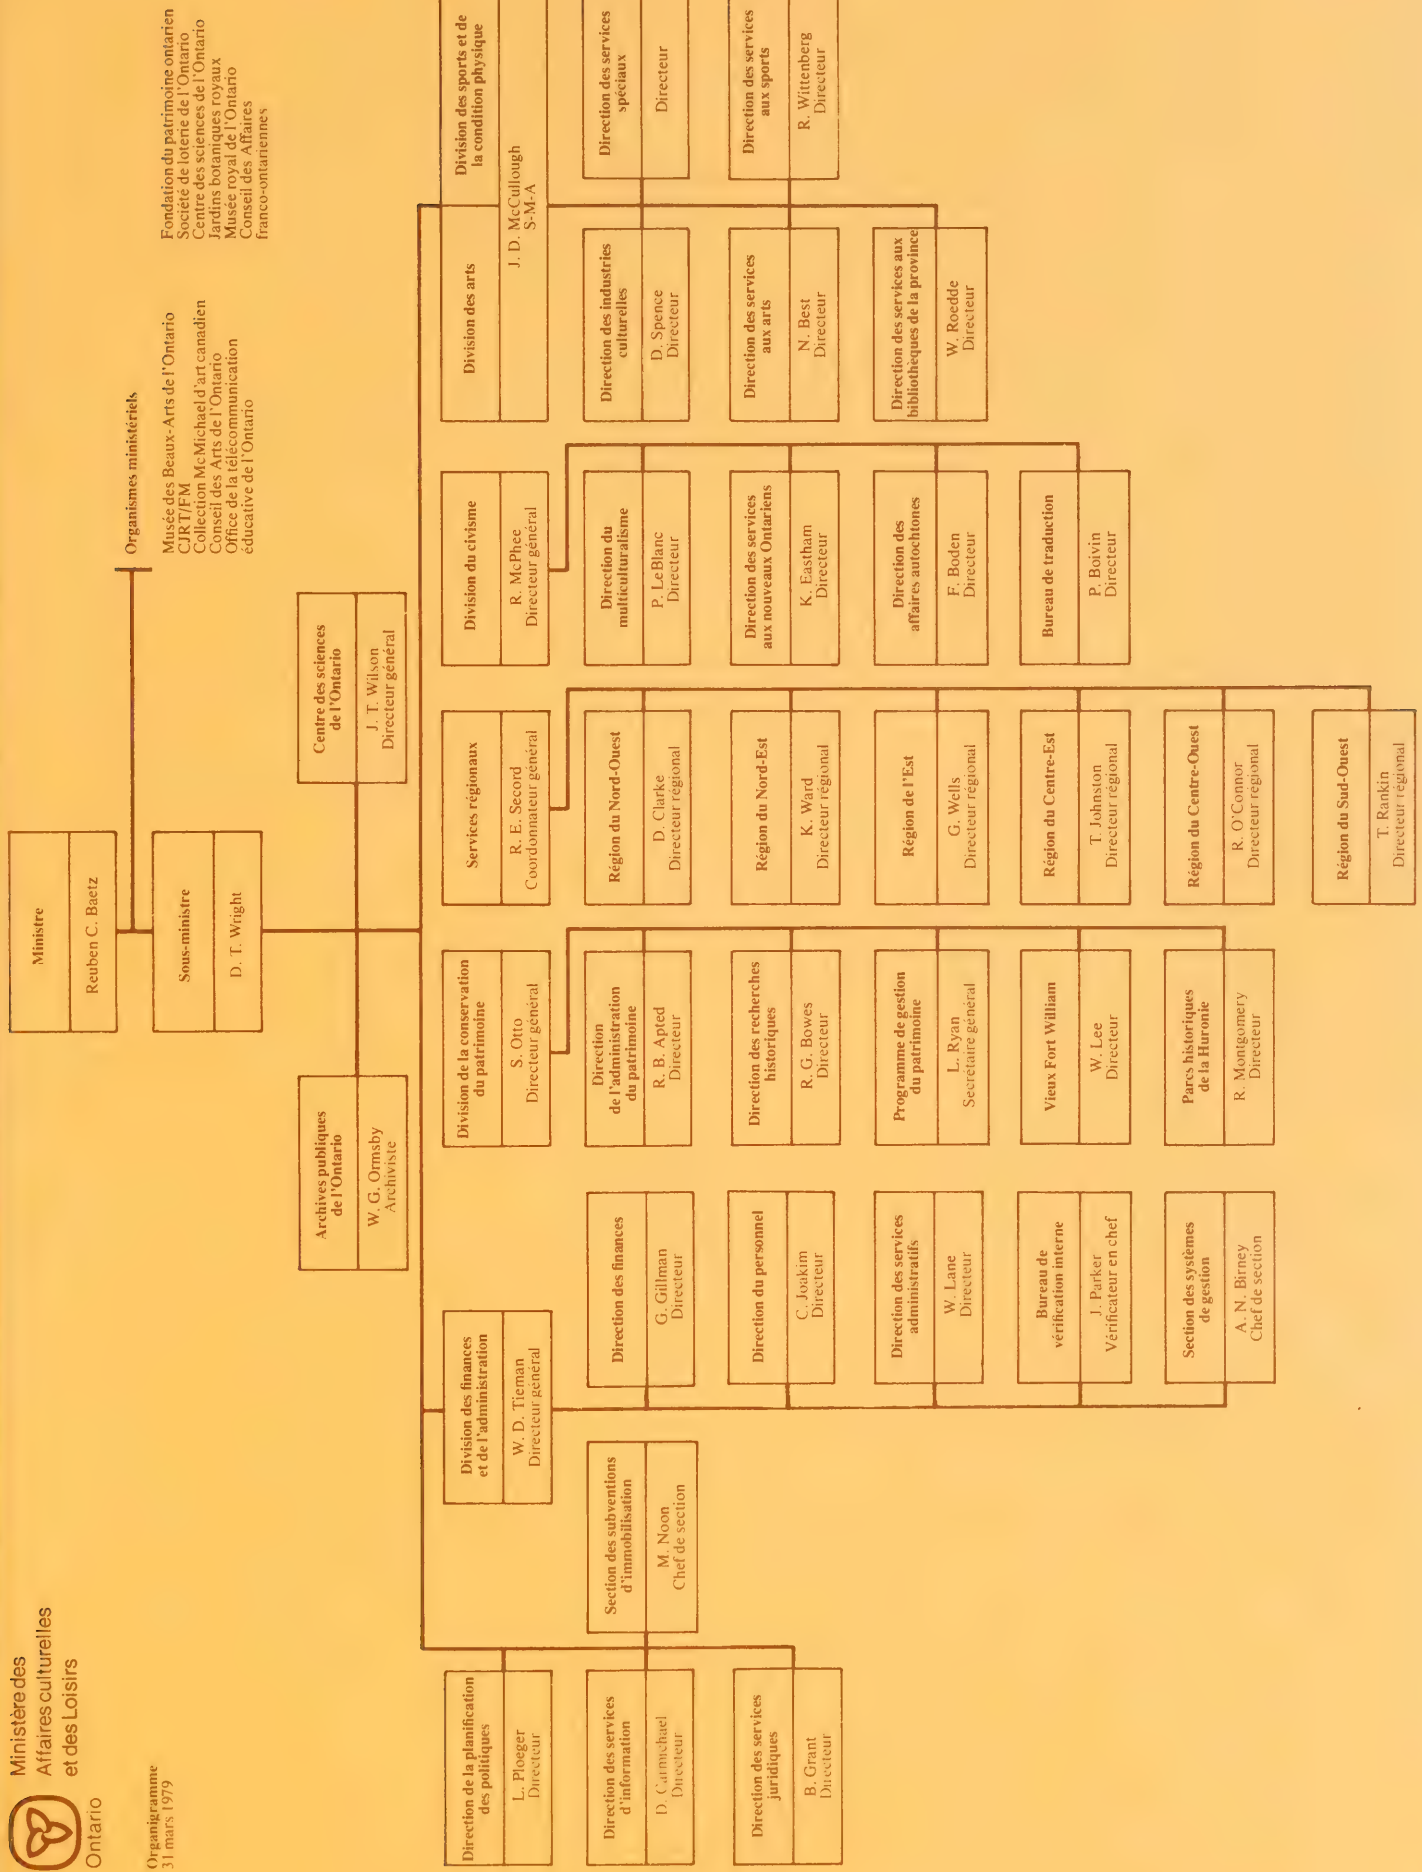 Ministère des
Affaires culturelles
et des Loisirs
Ontario
Organigramme
31 mars 1979
Ministre
Reuben C. Baetz
Sous-ministre
D. T. Wright
Organismes ministériels
Musée des Beaux-Arts de l'Ontario
CJRT/FM
Collection McMichael d'art canadien
Conseil des Arts de l'Ontario
Office de la télécommunication
éducative de l'Ontario
Fondation du patrimoine ontarien
Société de loterie de l'Ontario
Centre des sciences de l'Ontario
Jardins botaniques royaux
Musée royal de l'Ontario
Conseil des Affaires
franco-ontariennes
Archives publiques
de l'Ontario
W. G. Ormsby
Archiviste
Centre des sciences
de l'Ontario
J. T. Wilson
Directeur général
Direction de la planification
des politiques
L. Ploeger
Directeur
Direction des services
d'information
D. Carmichael
Directeur
Section des subventions
d'immobilisation
M. Noon
Chef de section
Direction des services
juridiques
B. Grant
Directeur
Division des finances
et de l'administration
W. D. Tieman
Directeur général
Direction des finances
G. Gillman
Directeur
Direction du personnel
C. Joakim
Directeur
Direction des services
administratifs
W. Lane
Directeur
Bureau de
vérification interne
J. Parker
Vérificateur en chef
Section des systèmes
de gestion
A. N. Birney
Chef de section
Division de la conservation
du patrimoine
S. Otto
Directeur général
Direction
de l'administration
du patrimoine
R. B. Apted
Directeur
Direction des recherches
historiques
R. G. Bowes
Directeur
Programme de gestion
du patrimoine
L. Ryan
Secrétaire général
Vieux Fort William
W. Lee
Directeur
Parcs historiques
de la Huronie
R. Montgomery
Directeur
Services régionaux
R. E. Secord
Coordonnateur général
Région du Nord-Ouest
D. Clarke
Directeur régional
Région du Nord-Est
K. Ward
Directeur régional
Région de l'Est
G. Wells
Directeur régional
Région du Centre-Est
T. Johnston
Directeur régional
Région du Centre-Ouest
R. O'Connor
Directeur régional
Région du Sud-Ouest
T. Rankin
Directeur régional
Division du civisme
R. McPhee
Directeur général
Direction du
multiculturalisme
P. LeBlanc
Directeur
Direction des services
aux nouveaux Ontariens
K. Eastham
Directeur
Direction des
affaires autochtones
F. Boden
Directeur
Bureau de traduction
P. Boivin
Directeur
Division des arts
Division des sports et de
la condition physique
J. D. McCullough
S-M-A
Direction des industries
culturelles
D. Spence
Directeur
Direction des services
spéciaux
Directeur
Direction des services
aux arts
N. Best
Directeur
Direction des services
aux sports
R. Wittenberg
Directeur
Direction des services aux
bibliothèques de la province
W. Roedde
Directeur